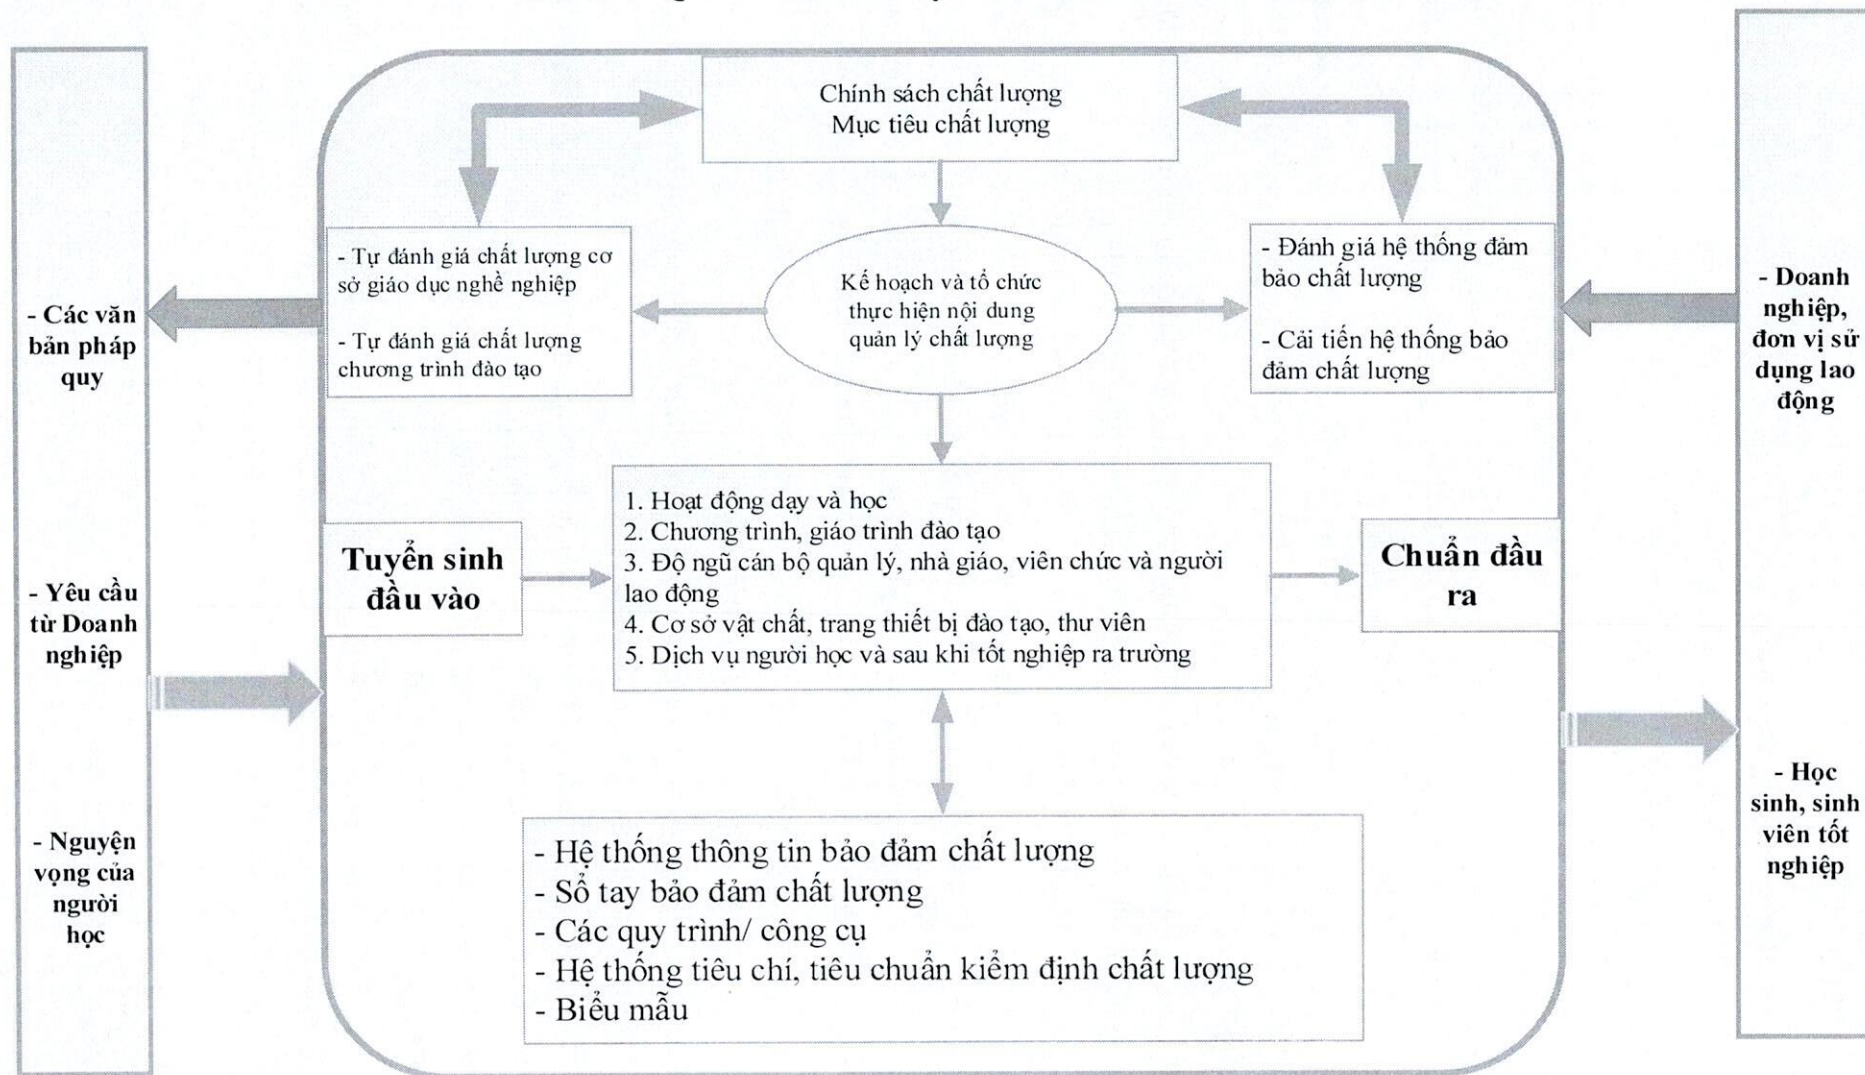 Chính sách chất lượng
Mục tiêu chất lượng
- Tự đánh giá chất lượng cơ
sở giáo dục nghề nghiệp
- Tự đánh giá chất lượng
chương trình đào tạo
Kế hoạch và tổ chức
thực hiện nội dung
quản lý chất lượng
- Đánh giá hệ thống đảm
bảo chất lượng
- Cải tiến hệ thống bảo
đảm chất lượng
- Các văn
bản pháp
quy
- Yêu cầu
từ Doanh
nghiệp
- Nguyện
vọng của
người
học
Tuyển sinh
đầu vào
1. Hoạt động dạy và học
2. Chương trình, giáo trình đào tạo
3. Độ ngũ cán bộ quản lý, nhà giáo, viên chức và người
lao động
4. Cơ sở vật chất, trang thiết bị đào tạo, thư viên
5. Dịch vụ người học và sau khi tốt nghiệp ra trường
Chuẩn đầu
ra
- Hệ thống thông tin bảo đảm chất lượng
- Sổ tay bảo đảm chất lượng
- Các quy trình/ công cụ
- Hệ thống tiêu chí, tiêu chuẩn kiểm định chất lượng
- Biểu mẫu
- Doanh
nghiệp,
đơn vị sử
dụng lao
động
- Học
sinh, sinh
viên tốt
nghiệp